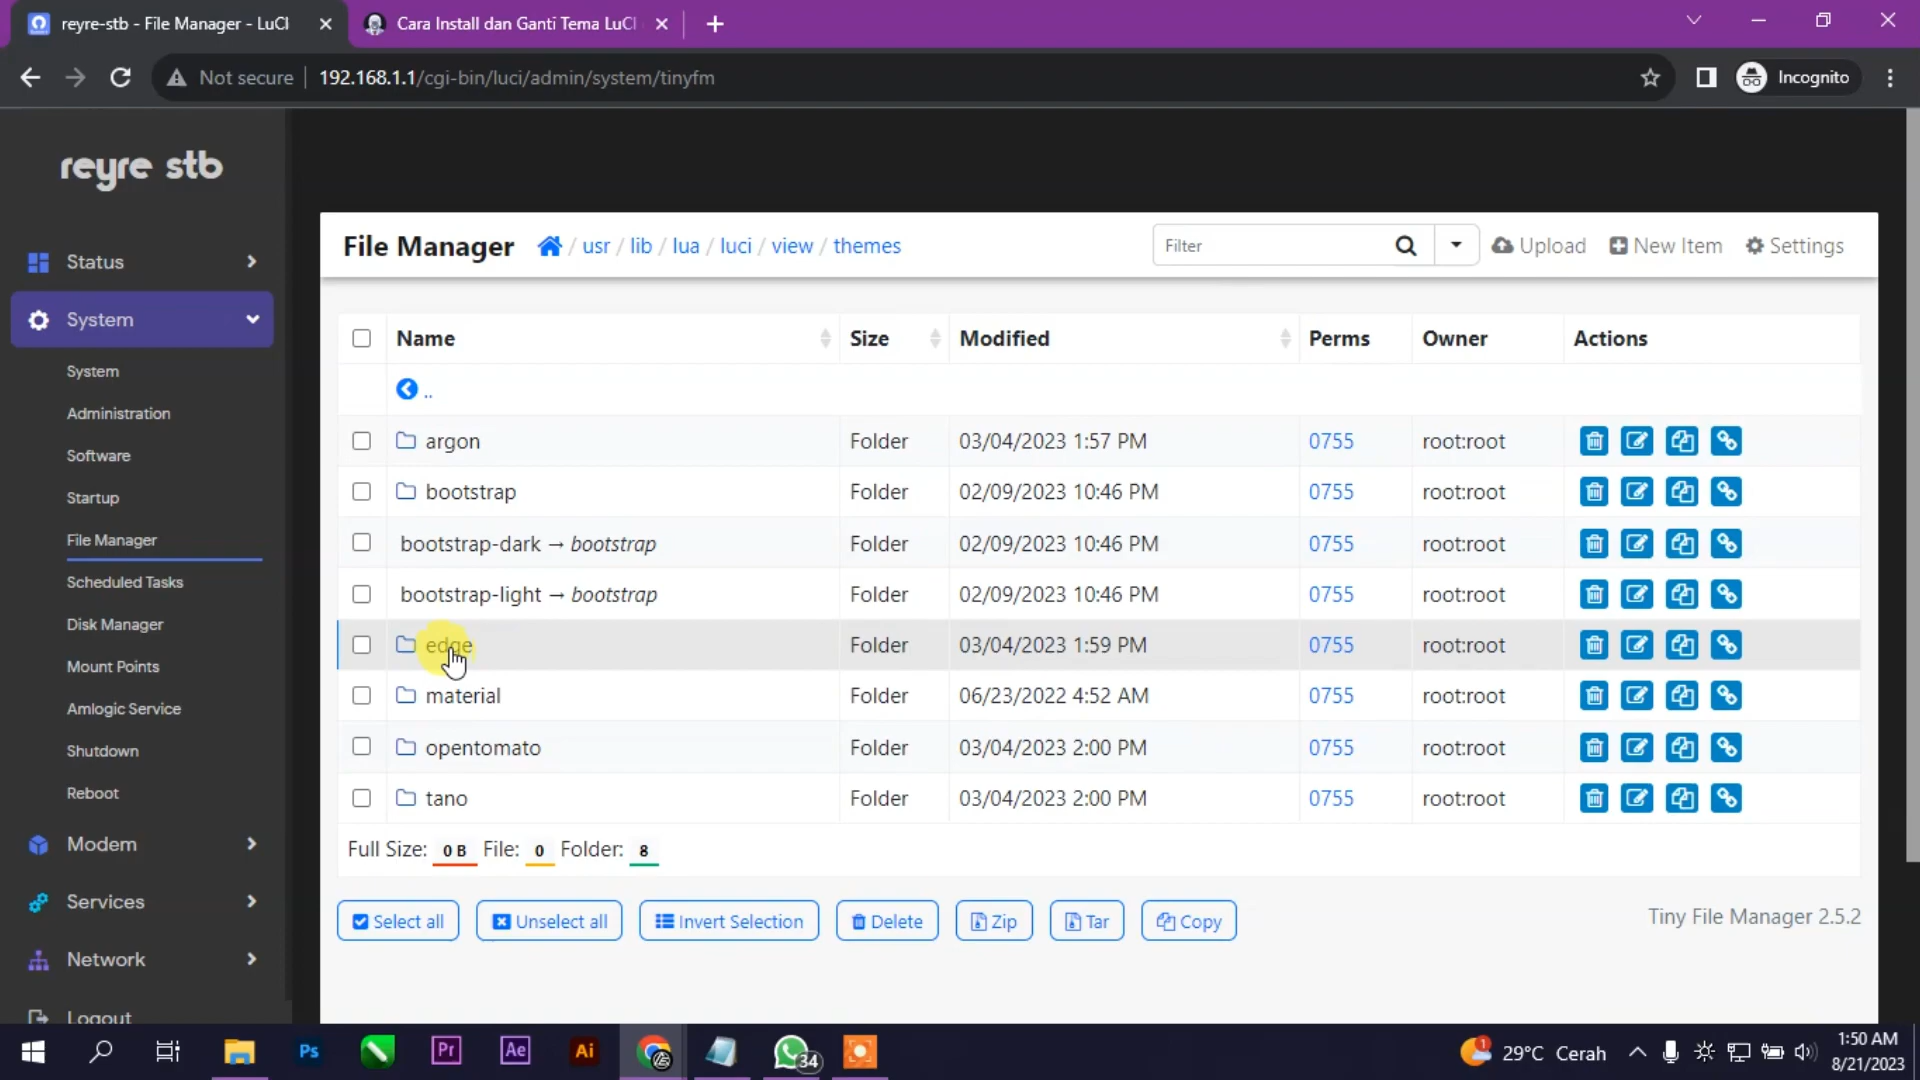 reyre-stb - File Manager - LuCI
Cara Install dan Ganti Tema LuCI
Not secure
192.168.1.1/cgi-bin/luci/admin/system/tinyfm
Incognito
reyre stb
Status
System
System
Administration
Software
Startup
File Manager
Scheduled Tasks
Disk Manager
Mount Points
Amlogic Service
Shutdown
Reboot
Modem
Services
Network
Logout
File Manager / usr / lib / lua / luci / view / themes
Filter
Upload
New Item
Settings
Name Size Modified Perms Owner Actions
..
argon Folder 03/04/2023 1:57 PM 0755 root:root
bootstrap Folder 02/09/2023 10:46 PM 0755 root:root
bootstrap-dark → bootstrap Folder 02/09/2023 10:46 PM 0755 root:root
bootstrap-light → bootstrap Folder 02/09/2023 10:46 PM 0755 root:root
edge Folder 03/04/2023 1:59 PM 0755 root:root
material Folder 06/23/2022 4:52 AM 0755 root:root
opentomato Folder 03/04/2023 2:00 PM 0755 root:root
tano Folder 03/04/2023 2:00 PM 0755 root:root
Full Size: 0 B File: 0 Folder: 8
Select all
Unselect all
Invert Selection
Delete
Zip
Tar
Copy
Tiny File Manager 2.5.2
Ps
Pr
Ae
Ai
34
1
29°C Cerah
1:50 AM
8/21/2023